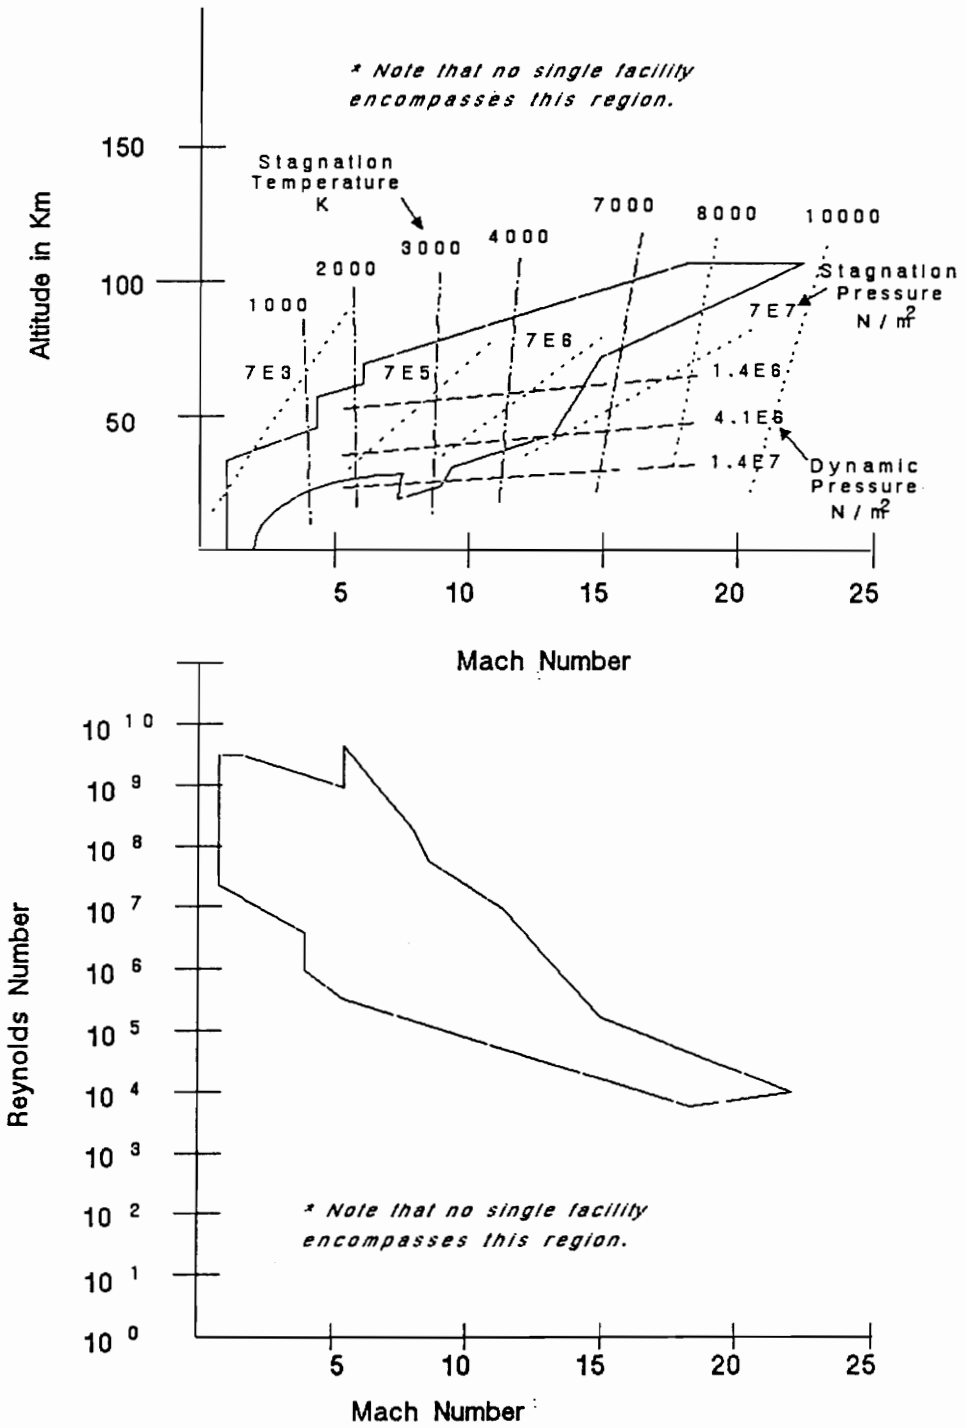 * Note that no single facility
encompasses this region.
150
Stagnation
Temperature
K
7000
8000
10000
4000
3000
2000
100
Stagnation
Pressure
N / m²
1000
7E7
7E6
7E3
7E5
1.4E6
50
4.1E6
1.4E7
Dynamic
Pressure
N / m²
Altitude in Km
5
10
15
20
25
Mach Number
10 10
10 9
10 8
10 7
10 6
10 5
10 4
10 3
10 2
10 1
10 0
Reynolds Number
* Note that no single facility
encompasses this region.
5
10
15
20
25
Mach Number